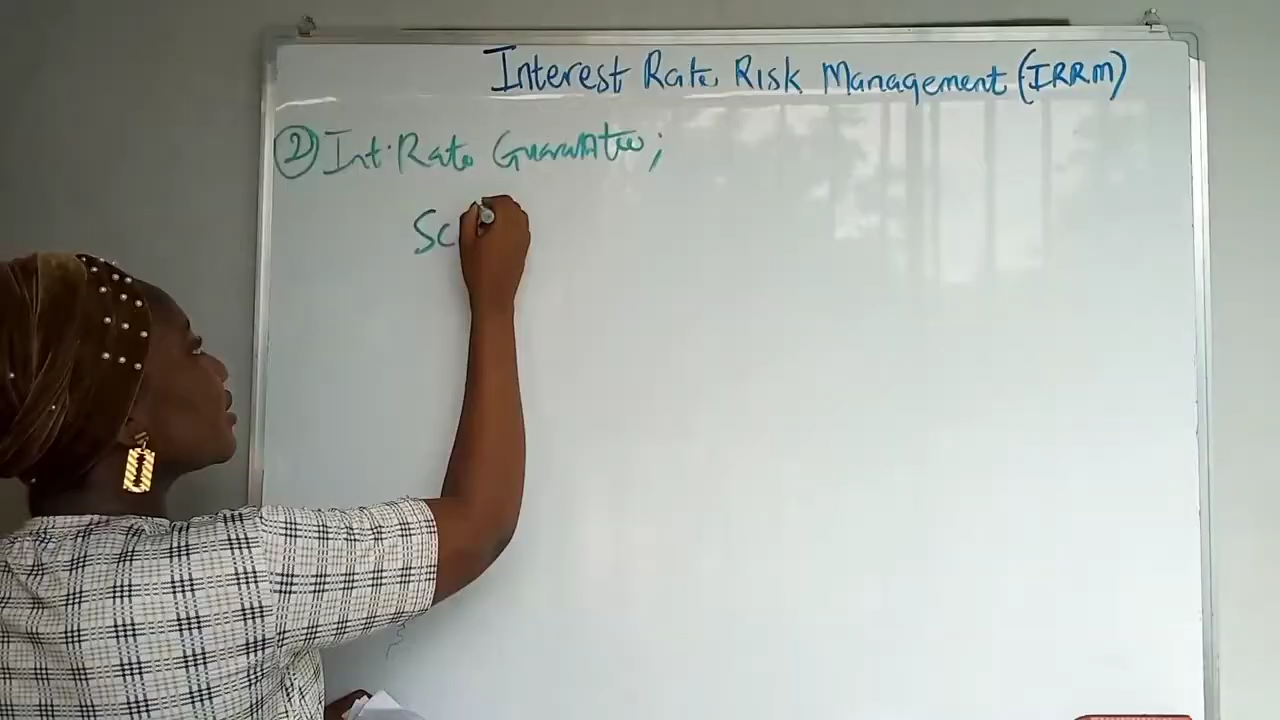 Interest Rate Risk Management (IRRM)
② Int. Rate Guarantee;
Sc